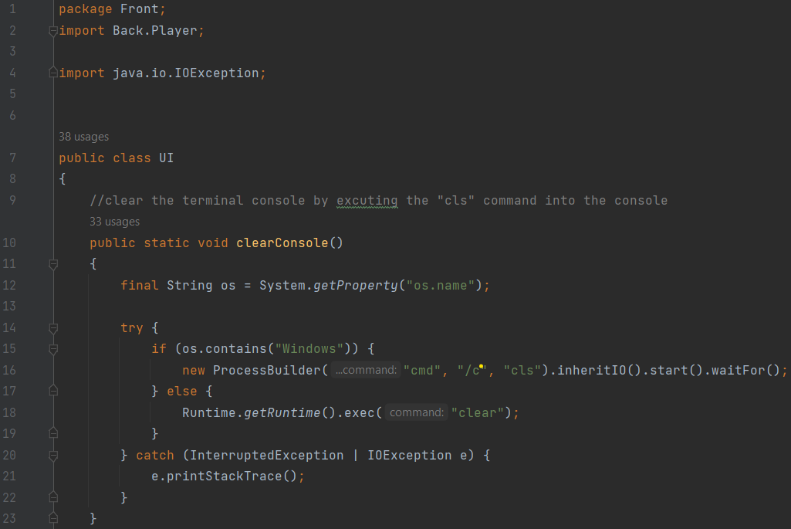 1 package Front;
2 import Back.Player;
3
4 import java.io.IOException;
5
6
38 usages
7 public class UI
8 {
9 //clear the terminal console by excuting the "cls" command into the console
33 usages
10 public static void clearConsole()
11 {
12 final String os = System.getProperty("os.name");
13
14 try {
15 if (os.contains("Windows")) {
16 new ProcessBuilder( ...command: "cmd", "/c", "cls").inheritIO().start().waitFor();
17 } else {
18 Runtime.getRuntime().exec( command: "clear");
19 }
20 } catch (InterruptedException | IOException e) {
21 e.printStackTrace();
22 }
23 }